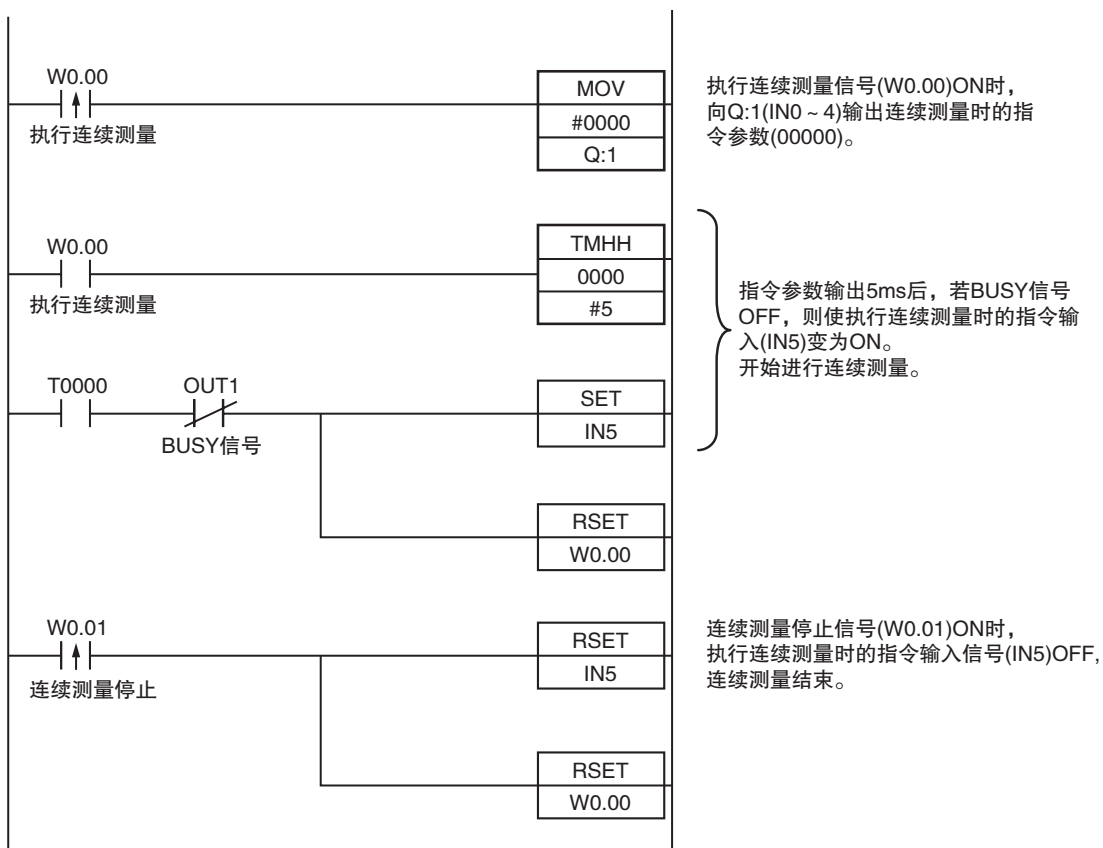 W0.00
执行连续测量
MOV
#0000
Q:1
执行连续测量信号(W0.00)ON时，
向Q:1(IN0 ~ 4)输出连续测量时的指
令参数(00000)。
W0.00
执行连续测量
TMHH
0000
#5
指令参数输出5ms后，若BUSY信号
OFF，则使执行连续测量时的指令输
入(IN5)变为ON。
开始进行连续测量。
T0000
OUT1
BUSY信号
SET
IN5
RSET
W0.00
W0.01
连续测量停止
RSET
IN5
连续测量停止信号(W0.01)ON时，
执行连续测量时的指令输入信号(IN5)OFF,
连续测量结束。
RSET
W0.00